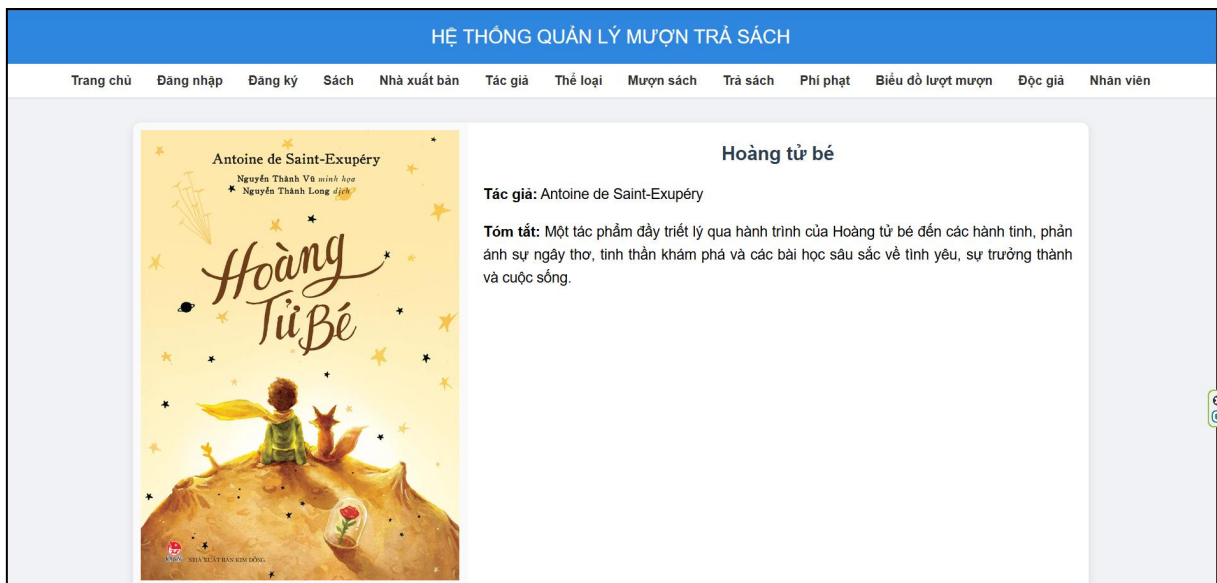 HỆ THỐNG QUẢN LÝ MƯỢN TRẢ SÁCH
Trang chủ Đăng nhập Đăng ký Sách Nhà xuất bản Tác giả Thể loại Mượn sách Trả sách Phí phạt Biểu đồ lượt mượn Độc giả Nhân viên
Antoine de Saint-Exupéry
Nguyễn Thành Vũ minh họa
Nguyễn Thành Long dịch
Hoàng
Tử Bé
NHÀ XUẤT BẢN KIM ĐỒNG
Hoàng tử bé
Tác giả: Antoine de Saint-Exupéry
Tóm tắt: Một tác phẩm đầy triết lý qua hành trình của Hoàng tử bé đến các hành tinh, phản
ánh sự ngây thơ, tinh thần khám phá và các bài học sâu sắc về tình yêu, sự trưởng thành
và cuộc sống.